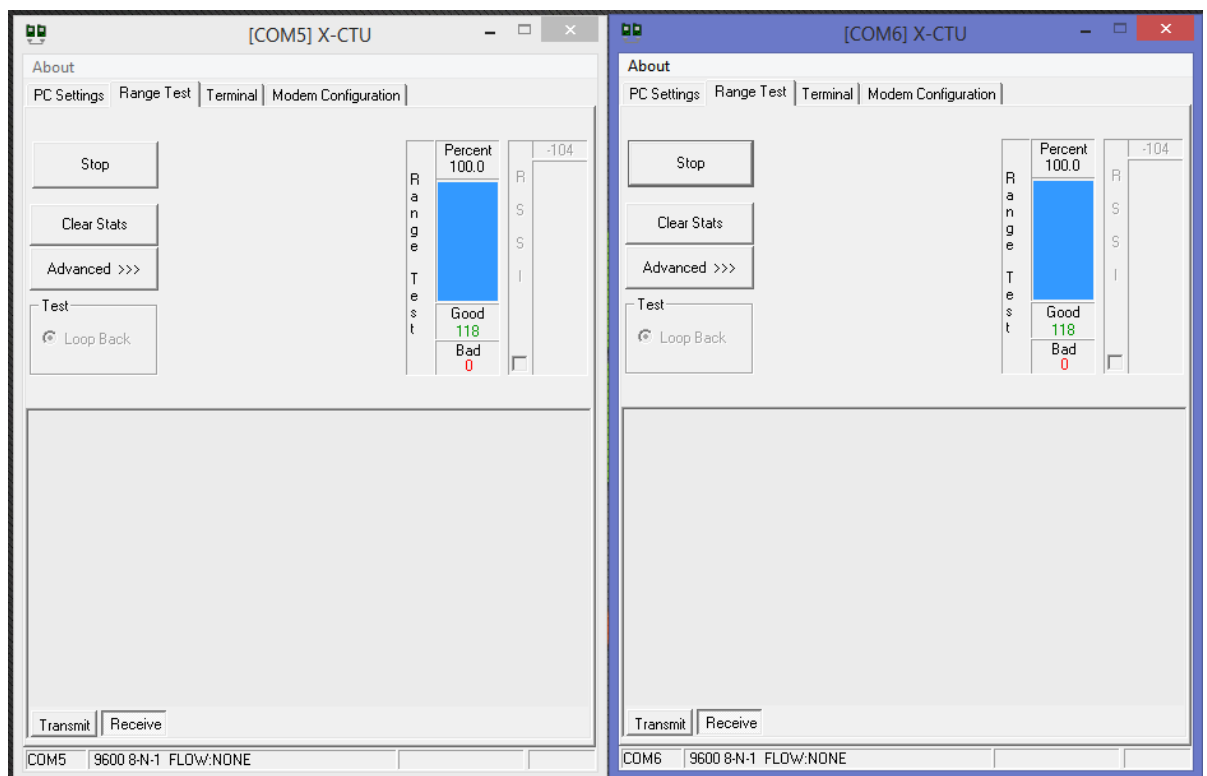 [COM5] X-CTU
About
PC Settings Range Test Terminal Modem Configuration
Stop
Clear Stats
Advanced >>>
Test
Loop Back
Range Test
Percent
100.0
Good
118
Bad
0
RSSI
-104
Transmit Receive
COM5 9600 8-N-1 FLOW:NONE
[COM6] X-CTU
About
PC Settings Range Test Terminal Modem Configuration
Stop
Clear Stats
Advanced >>>
Test
Loop Back
Range Test
Percent
100.0
Good
118
Bad
0
RSSI
-104
Transmit Receive
COM6 9600 8-N-1 FLOW:NONE